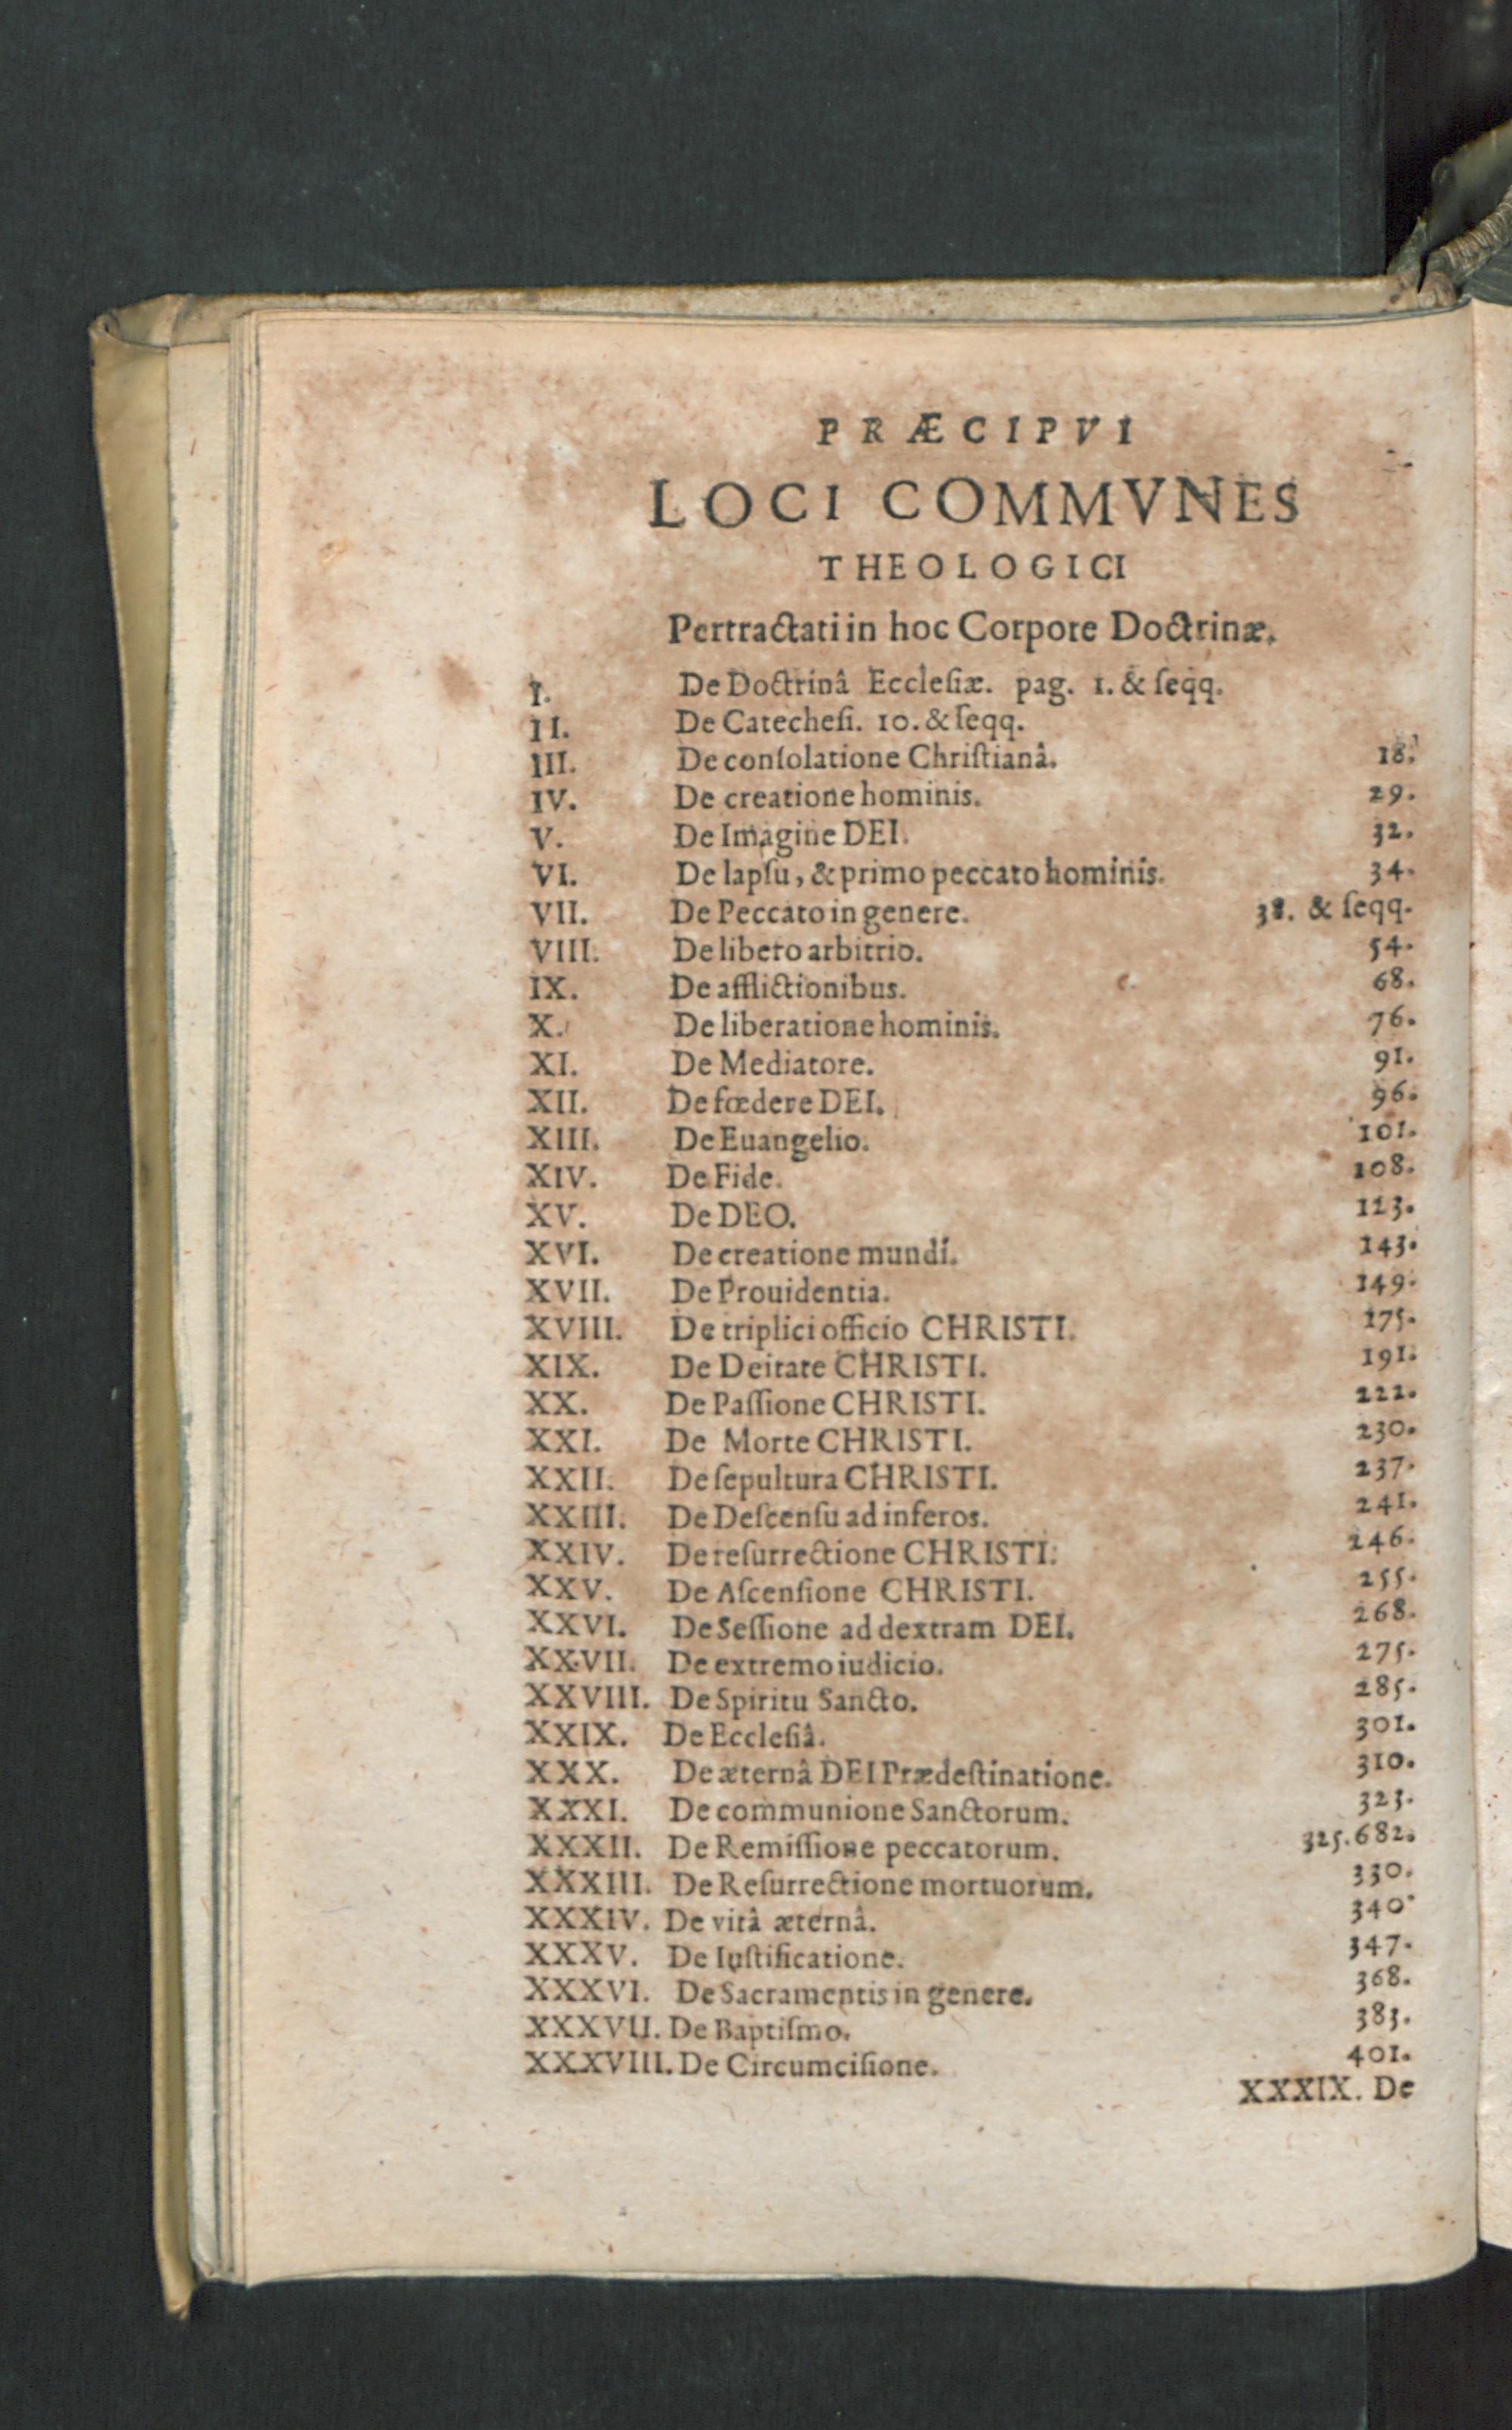 PRÆCIPVI
LOCI COMMVNES
THEOLOGICI
Pertractati in hoc Corpore Doctrinæ.
I. De Doctrinâ Ecclesiæ. pag. 1. & seqq.
II. De Catechesi. 10. & seqq.
III. De consolatione Christianâ. 18.
IV. De creatione hominis. 29.
V. De Imagine DEI. 32.
VI. De lapsu, & primo peccato hominis. 34.
VII. De Peccato in genere. 38. & seqq.
VIII. De libero arbitrio. 54.
IX. De afflictionibus. 68.
X. De liberatione hominis. 76.
XI. De Mediatore. 91.
XII. De fœdere DEI. 96.
XIII. De Euangelio. 101.
XIV. De Fide. 108.
XV. De DEO. 123.
XVI. De creatione mundi. 143.
XVII. De Prouidentia. 149.
XVIII. De triplici officio CHRISTI. 175.
XIX. De Deitate CHRISTI. 191.
XX. De Passione CHRISTI. 222.
XXI. De Morte CHRISTI. 230.
XXII. De sepultura CHRISTI. 237.
XXIII. De Descensu ad inferos. 241.
XXIV. De resurrectione CHRISTI. 246.
XXV. De Ascensione CHRISTI. 255.
XXVI. De Sessione ad dextram DEI. 268.
XXVII. De extremo iudicio. 275.
XXVIII. De Spiritu Sancto. 285.
XXIX. De Ecclesiâ. 301.
XXX. De æternâ DEI Prædestinatione. 310.
XXXI. De communione Sanctorum. 323.
XXXII. De Remissione peccatorum. 325. 682.
XXXIII. De Resurrectione mortuorum. 330.
XXXIV. De vitâ æternâ. 340.
XXXV. De Iustificatione. 347.
XXXVI. De Sacramentis in genere. 368.
XXXVII. De Baptismo. 383.
XXXVIII. De Circumcisione. 401.
XXXIX. De